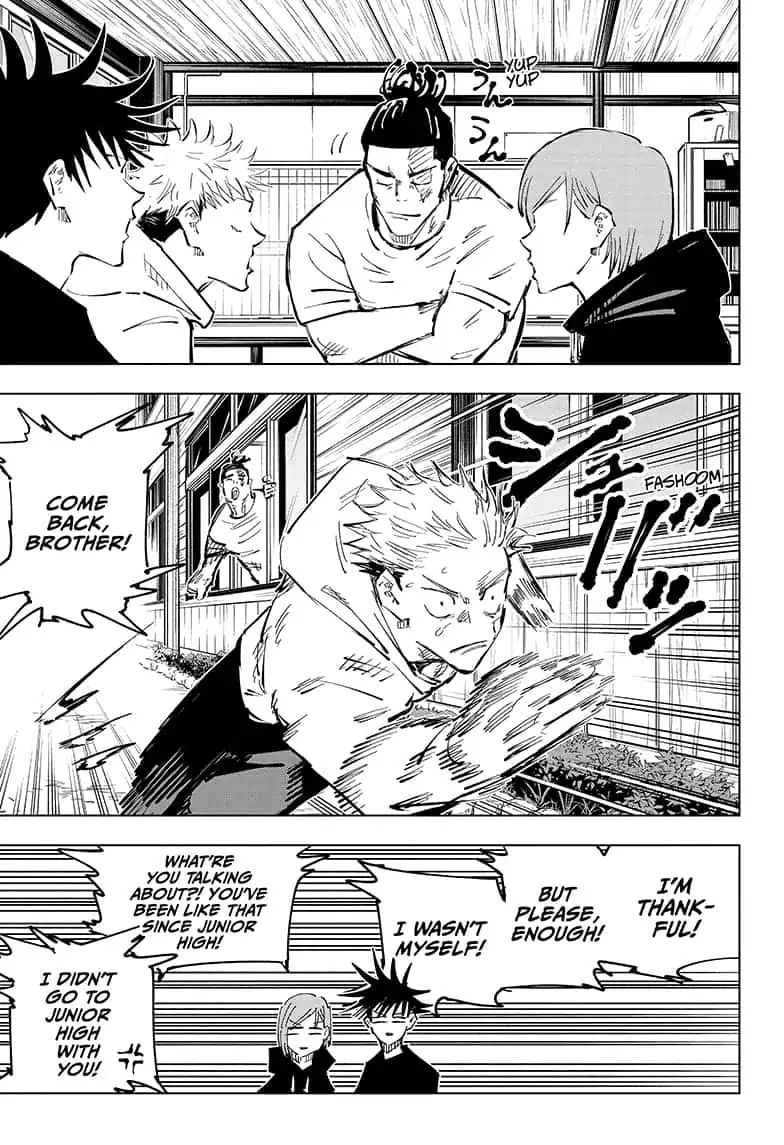 うん
YUP
YUP
うん
ジュ
ゴッ
FASHOOM
COME
BACK,
BROTHER!
I'M
THANK-
FUL!
BUT
PLEASE,
ENOUGH!
I WASN'T
MYSELF!
WHAT'RE
YOU TALKING
ABOUT?! YOU'VE
BEEN LIKE THAT
SINCE JUNIOR
HIGH!
I DIDN'T
GO TO
JUNIOR
HIGH WITH
YOU!